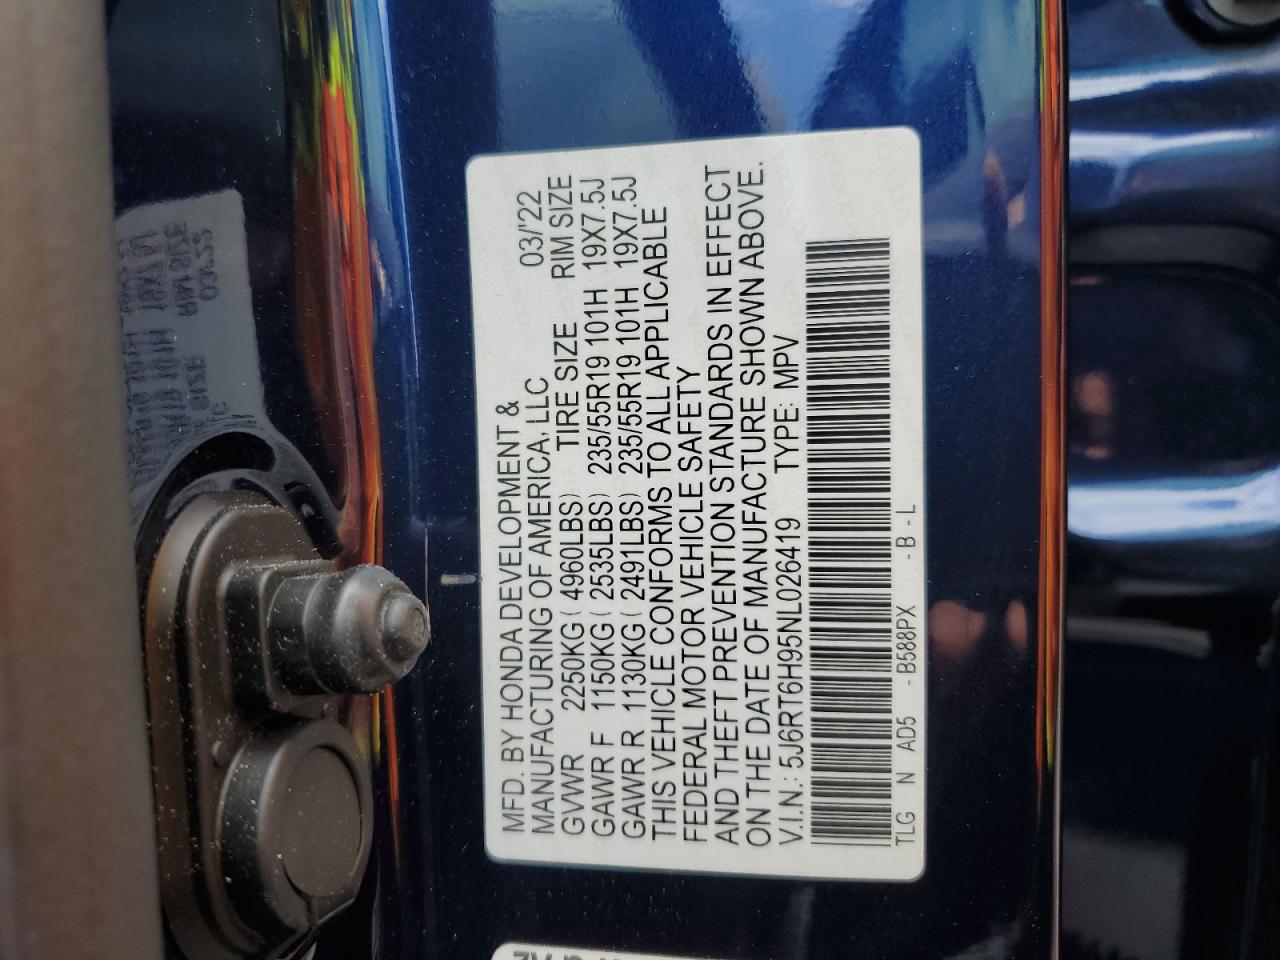 MFD. BY HONDA DEVELOPMENT &
MANUFACTURING OF AMERICA, LLC 03/'22
GVWR 2250KG ( 4960LBS) TIRE SIZE RIM SIZE
GAWR F 1150KG ( 2535LBS) 235/55R19 101H 19X7.5J
GAWR R 1130KG ( 2491LBS) 235/55R19 101H 19X7.5J
THIS VEHICLE CONFORMS TO ALL APPLICABLE
FEDERAL MOTOR VEHICLE SAFETY
AND THEFT PREVENTION STANDARDS IN EFFECT
ON THE DATE OF MANUFACTURE SHOWN ABOVE.
V.I.N.: 5J6RT6H95NL026419 TYPE: MPV
TLG N AD5 - B588PX - B - L